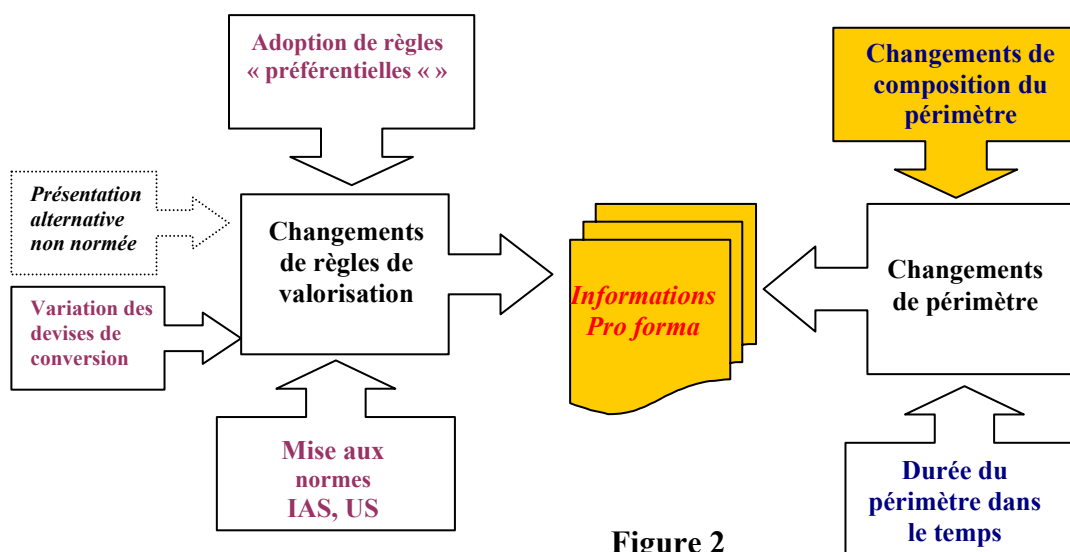 Adoption de règles
« préférentielles « »
Changements de
composition du
périmètre
Présentation
alternative
non normée
Changements
de règles de
valorisation
Informations
Pro forma
Changements
de périmètre
Variation des
devises de
conversion
Mise aux
normes
IAS, US
Durée du
périmètre dans
le temps
Figure 2